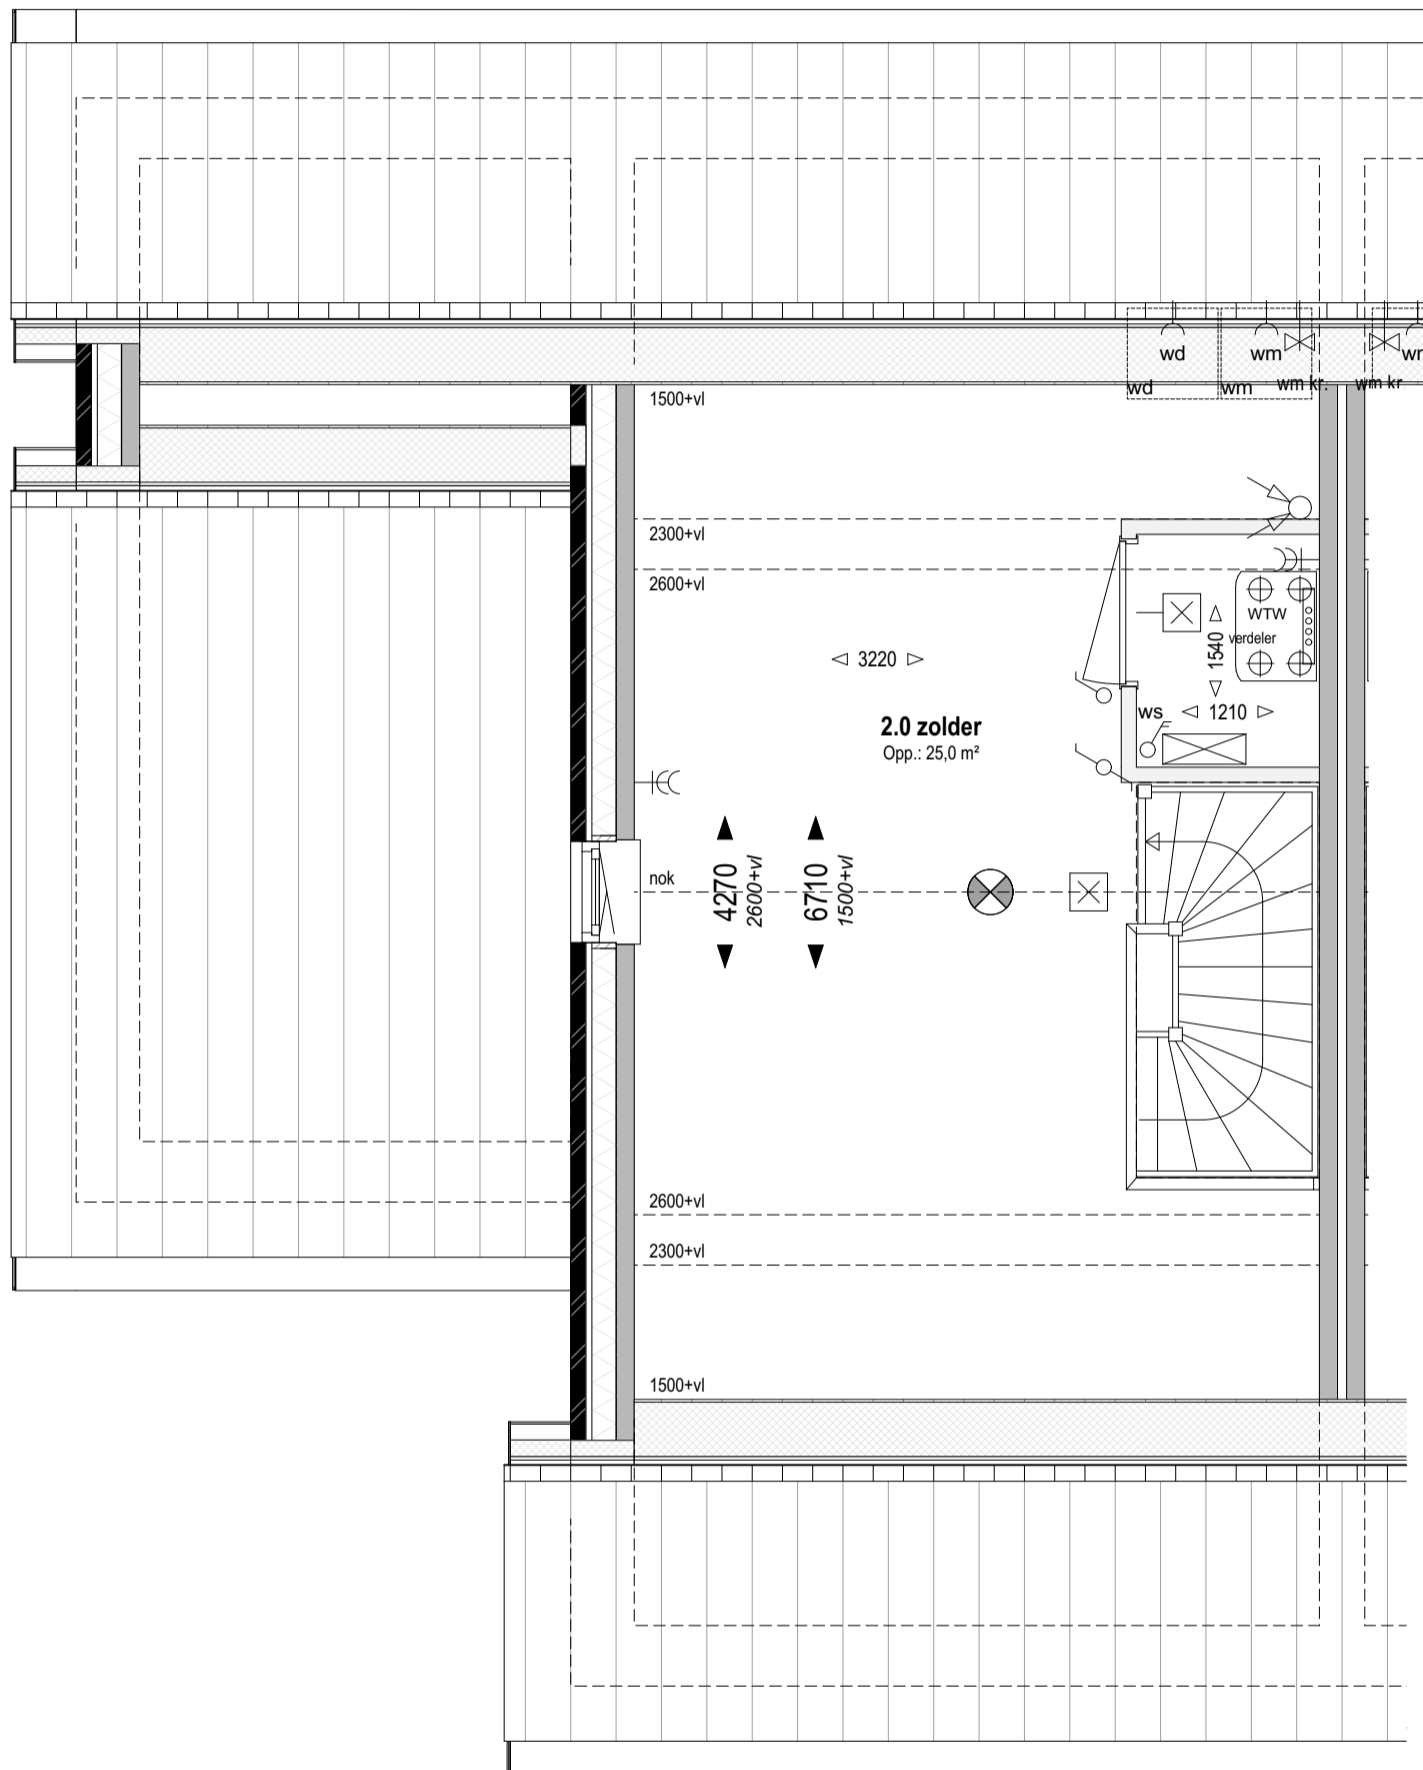 wd
wm
wm
wd
wm
wm kr.
wm kr
1500+vl
2300+vl
2600+vl
WTW
verdeler
1540
3220
ws
1210
2.0 zolder
Opp.: 25,0 m²
nok
4270
2600+vl
6710
1500+vl
2600+vl
2300+vl
1500+vl